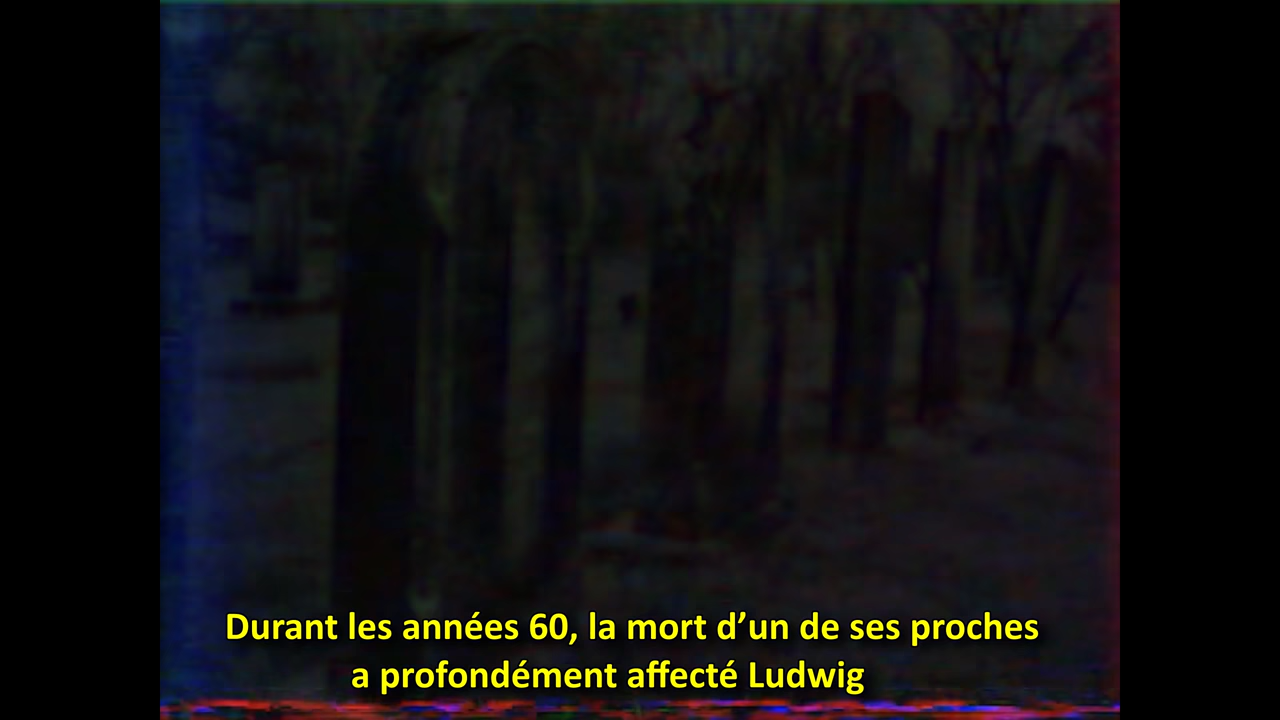 Durant les années 60, la mort d’un de ses proches
a profondément affecté Ludwig